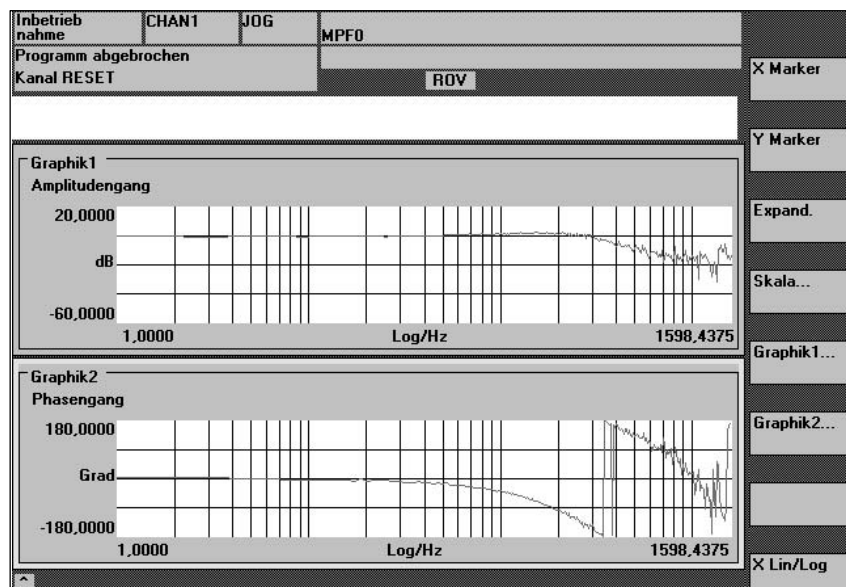 Inbetrieb
nahme
CHAN1
JOG
MPF0
Programm abgebrochen
Kanal RESET
ROV
X Marker
Y Marker
Expand.
Skala...
Graphik1...
Graphik2...
X Lin/Log
Graphik1
Amplitudengang
20,0000
dB
-60,0000
1,0000
Log/Hz
1598,4375
Graphik2
Phasengang
180,0000
Grad
-180,0000
1,0000
Log/Hz
1598,4375
^